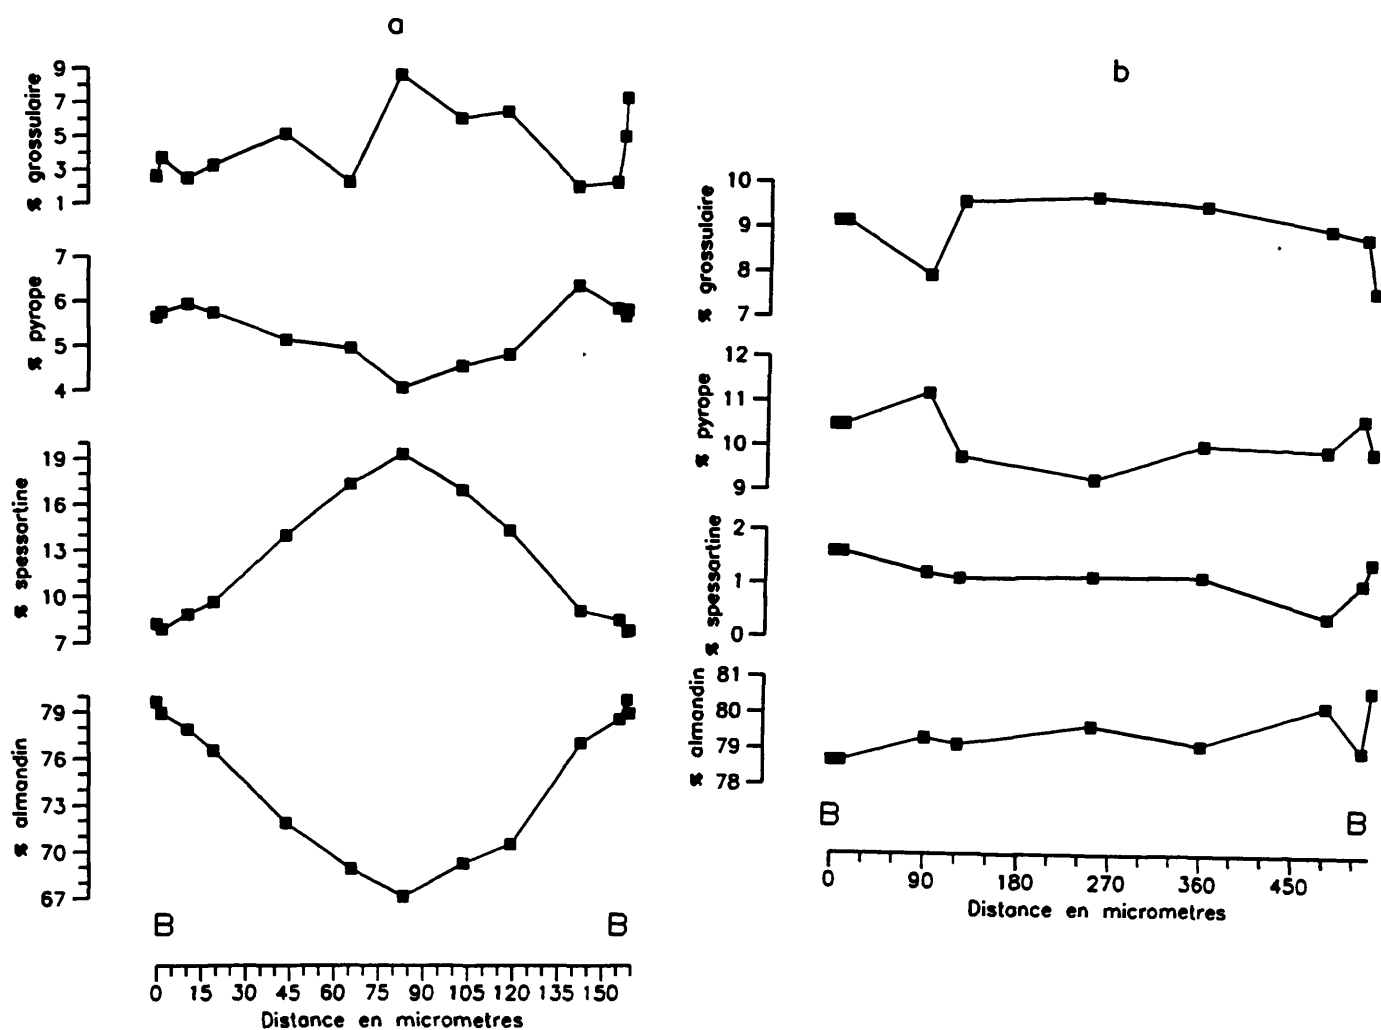 a
% grossulaire
9
7
5
3
1
% pyrope
7
6
5
4
% spessartine
19
16
13
10
7
% almandin
79
76
73
70
67
B B
0 15 30 45 60 75 90 105 120 135 150
Distance en micrometres
b
% grossulaire
10
9
8
7
% pyrope
12
11
10
9
% spessartine
2
1
0
% almandin
81
80
79
78
B B
0 90 180 270 360 450
Distance en micrometres